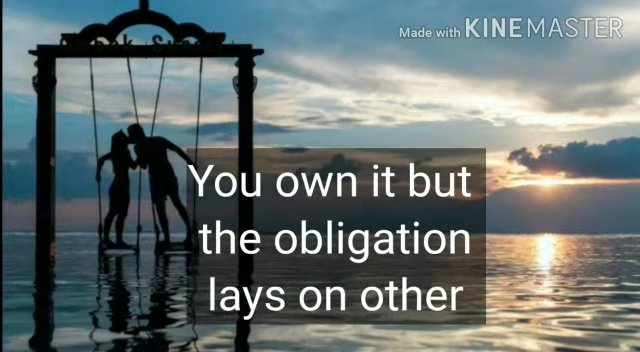 Made with KINEMASTER
You own it but
the obligation
lays on other